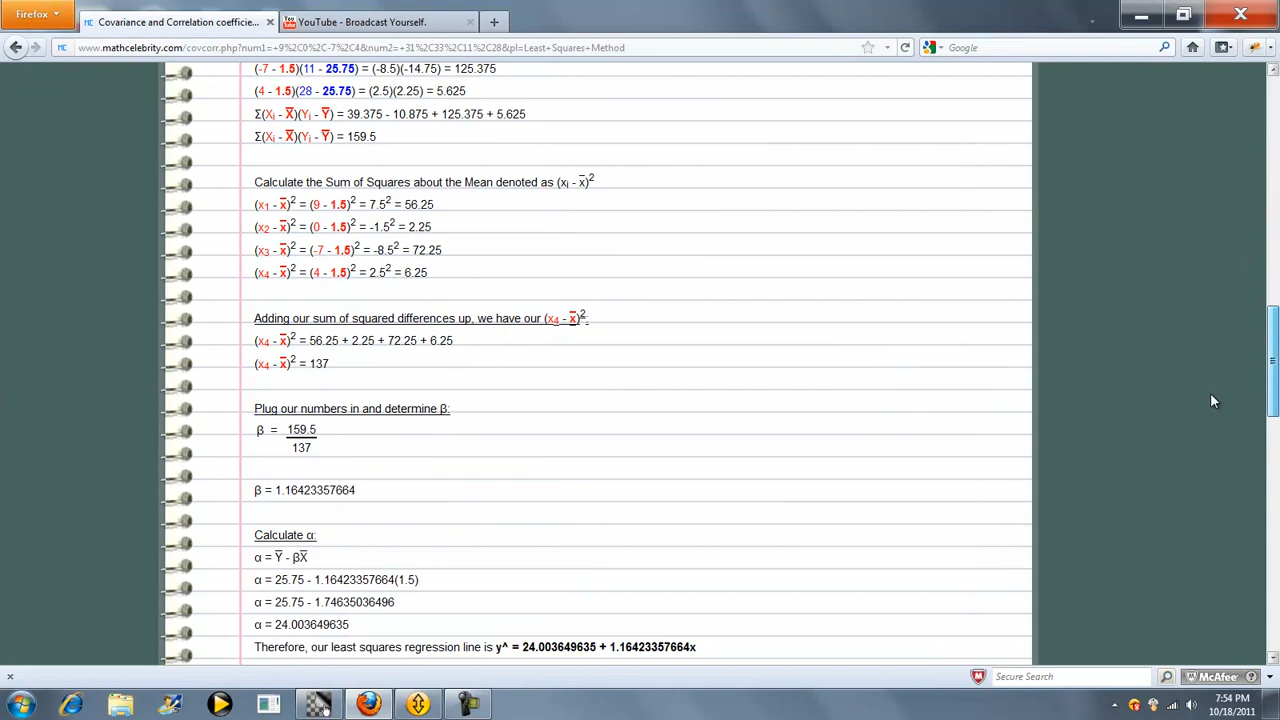 Firefox
Covariance and Correlation coefficie...
YouTube - Broadcast Yourself.
www.mathcelebrity.com/covcorr.php?num1=+9%2C0%2C-7%2C4&num2=+31%2C33%2C11%2C28&pl=Least+Squares+Method
Google
(-7 - 1.5)(11 - 25.75) = (-8.5)(-14.75) = 125.375
(4 - 1.5)(28 - 25.75) = (2.5)(2.25) = 5.625
Σ(Xi - X̅)(Yi - Y̅) = 39.375 - 10.875 + 125.375 + 5.625
Σ(Xi - X̅)(Yi - Y̅) = 159.5
Calculate the Sum of Squares about the Mean denoted as (xi - x̅)²
(x₁ - x̅)² = (9 - 1.5)² = 7.5² = 56.25
(x₂ - x̅)² = (0 - 1.5)² = -1.5² = 2.25
(x₃ - x̅)² = (-7 - 1.5)² = -8.5² = 72.25
(x₄ - x̅)² = (4 - 1.5)² = 2.5² = 6.25
Adding our sum of squared differences up, we have our (x₄ - x̅)².
(x₄ - x̅)² = 56.25 + 2.25 + 72.25 + 6.25
(x₄ - x̅)² = 137
Plug our numbers in and determine β:
β = 159.5
137
β = 1.16423357664
Calculate α:
α = Y̅ - βX̅
α = 25.75 - 1.16423357664(1.5)
α = 25.75 - 1.74635036496
α = 24.003649635
Therefore, our least squares regression line is y^ = 24.003649635 + 1.16423357664x
Secure Search
McAfee
7:54 PM
10/18/2011